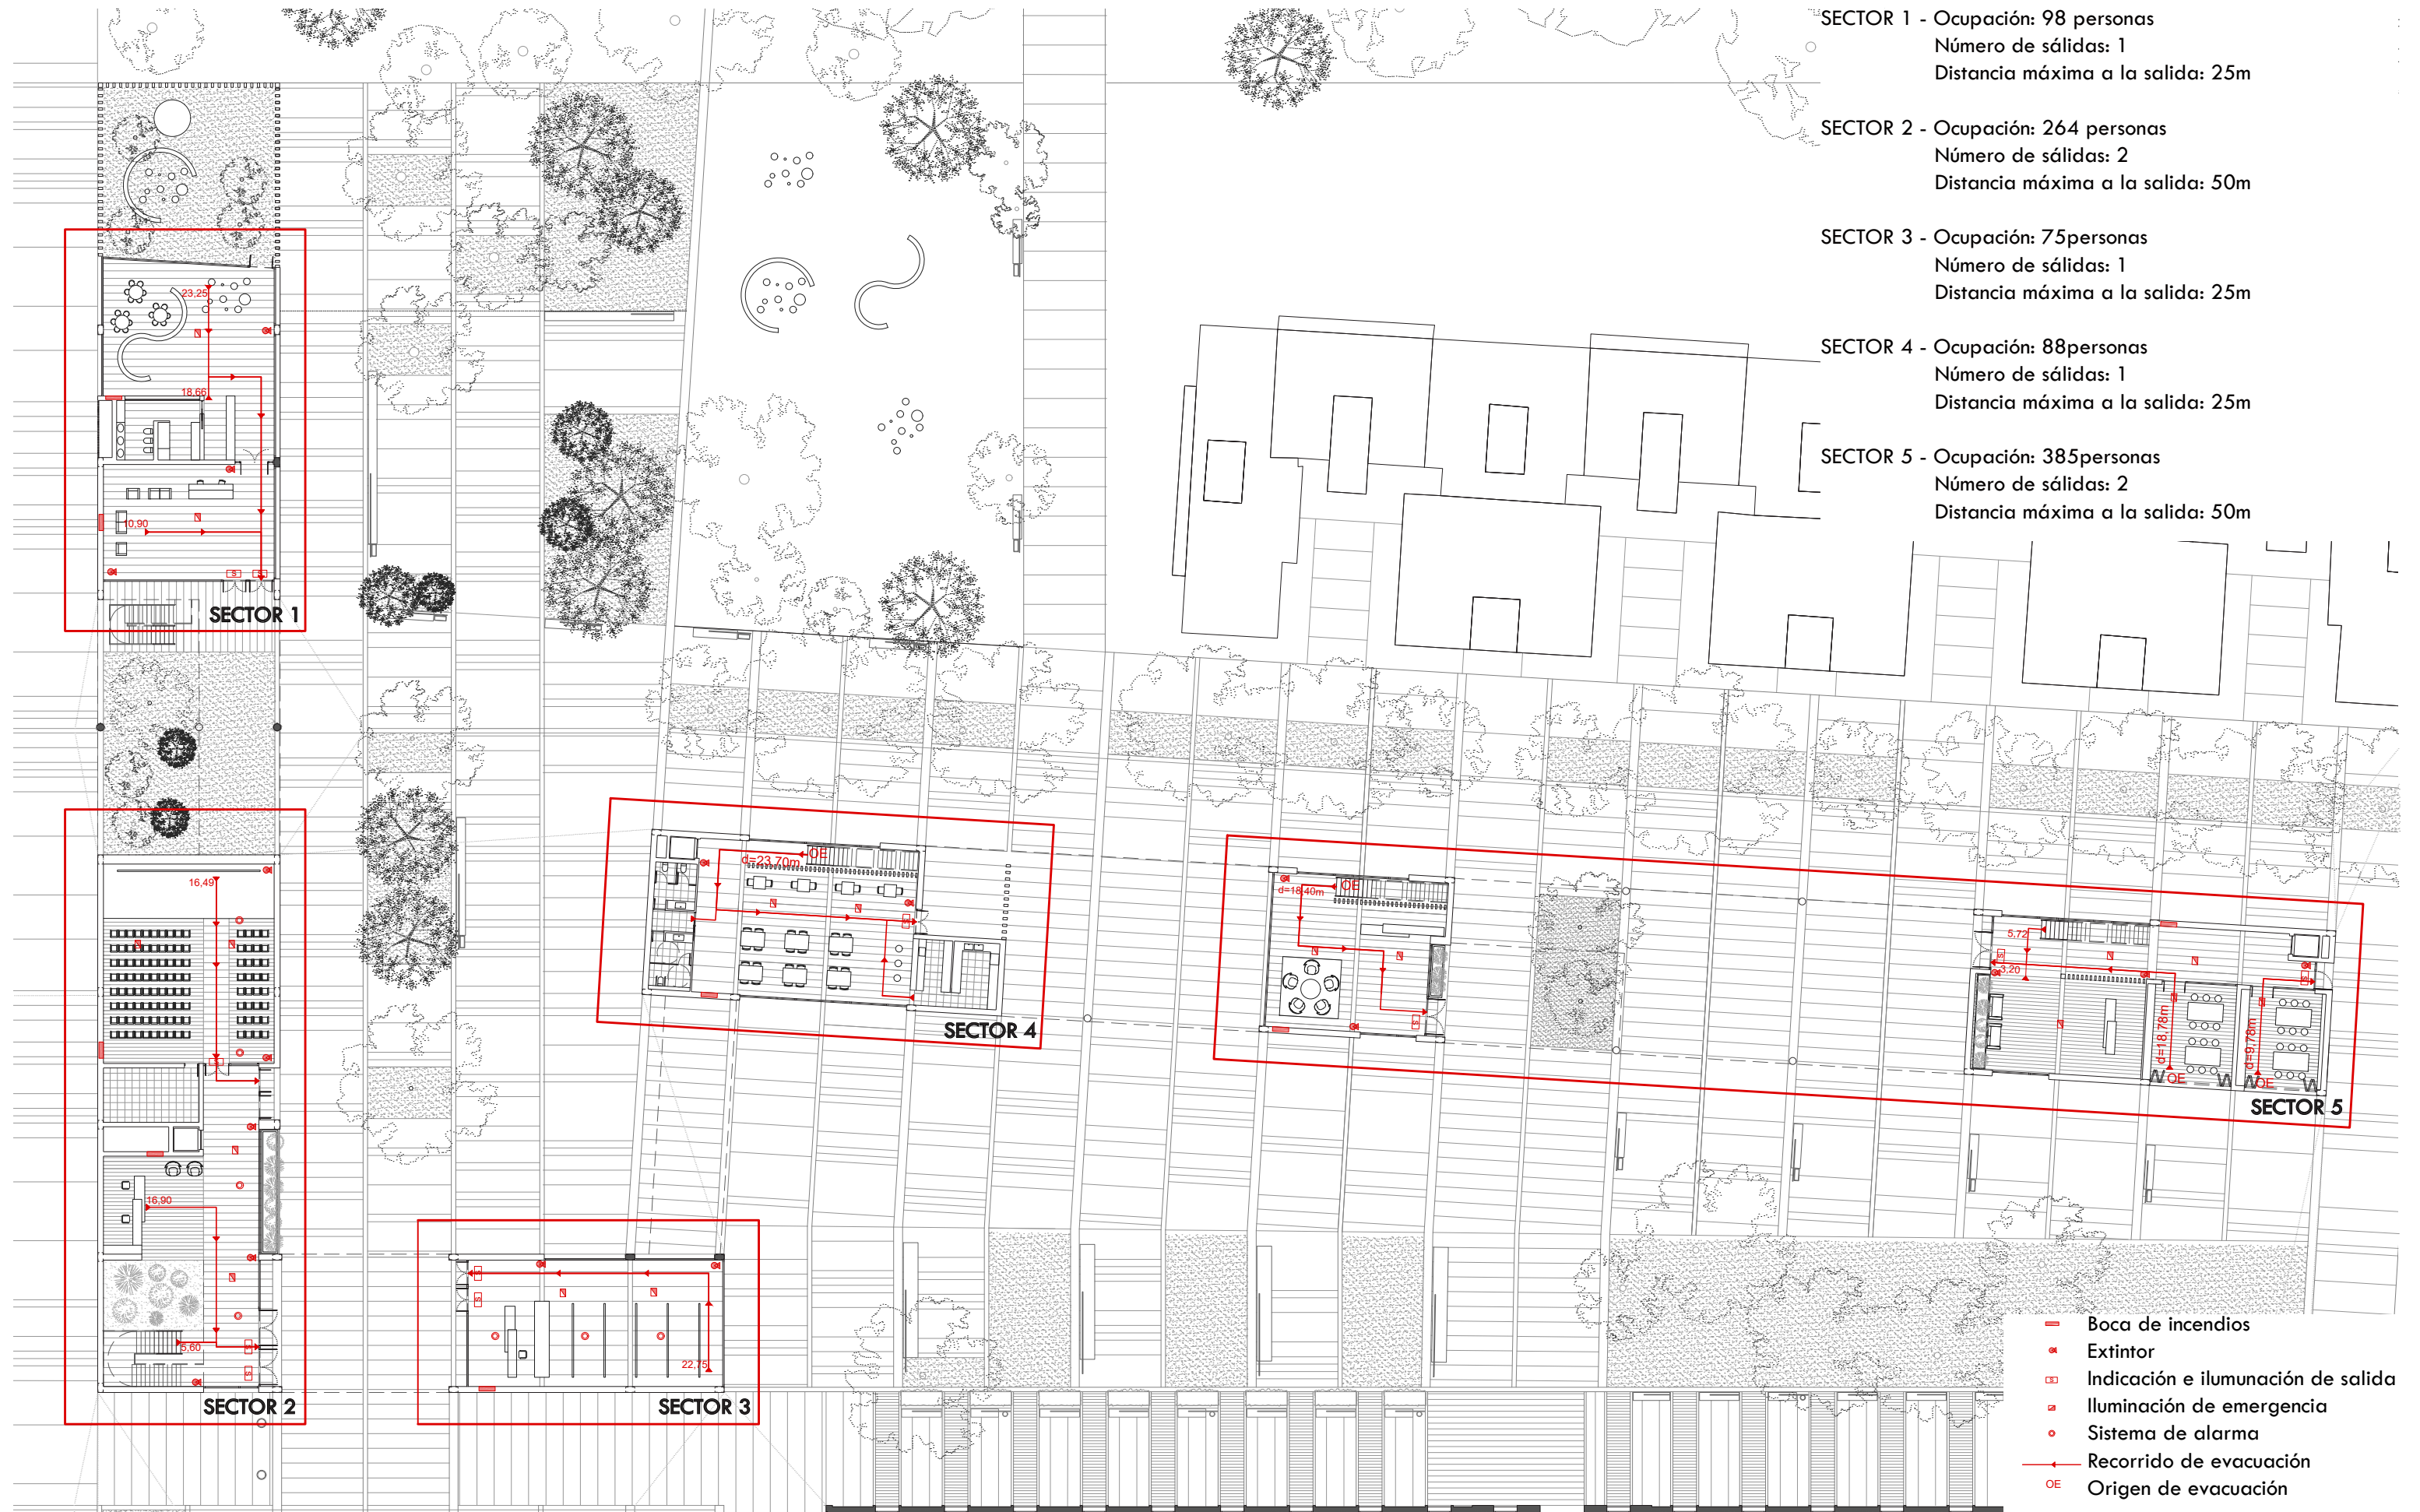 SECTOR 1 - Ocupación: 98 personas
Número de sálidas: 1
Distancia máxima a la salida: 25m
SECTOR 2 - Ocupación: 264 personas
Número de sálidas: 2
Distancia máxima a la salida: 50m
SECTOR 3 - Ocupación: 75personas
Número de sálidas: 1
Distancia máxima a la salida: 25m
SECTOR 4 - Ocupación: 88personas
Número de sálidas: 1
Distancia máxima a la salida: 25m
SECTOR 5 - Ocupación: 385personas
Número de sálidas: 2
Distancia máxima a la salida: 50m
23,25
18,66
10,90
S S
SECTOR 1
16,49
16,90
5,60
S
S
SECTOR 2
S
S
22,75
SECTOR 3
d=23,70m
OE
S
SECTOR 4
d=18,40m
OE
S
5,72
S
3,20
S
d=18,78m
d=9,78m
OE
OE
SECTOR 5
Boca de incendios
Extintor
S Indicación e ilumunación de salida
Iluminación de emergencia
Sistema de alarma
Recorrido de evacuación
OE Origen de evacuación